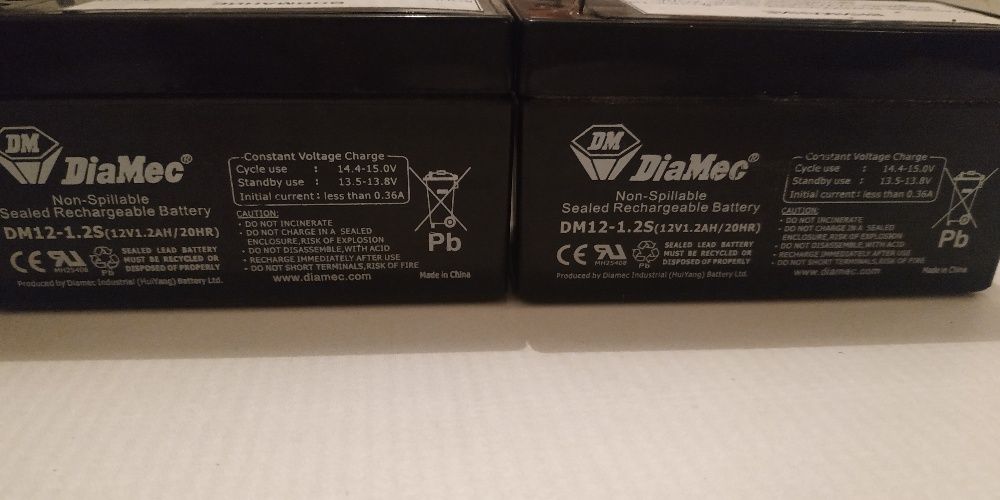 DM
DiaMec®
Non-Spillable
Sealed Rechargeable Battery
DM12-1.2S(12V1.2AH/20HR)
CE
MH25408
Pb
SEALED LEAD BATTERY
MUST BE RECYCLED OR
DISPOSED OF PROPERLY
Produced by Diamec Industrial (HuiYang) Battery Ltd.
Constant Voltage Charge
Cycle use : 14.4-15.0V
Standby use : 13.5-13.8V
Initial current: less than 0.36A
CAUTION:
• DO NOT INCINERATE
• DO NOT CHARGE IN A SEALED
ENCLOSURE,RISK OF EXPLOSION
• DO NOT DISASSEMBLE,WITH ACID
• RECHARGE IMMEDIATELY AFTER USE
• DO NOT SHORT TERMINALS,RISK OF FIRE
www.diamec.com
Pb
Made in China
DM
DiaMec®
Non-Spillable
Sealed Rechargeable Battery
DM12-1.2S(12V1.2AH/20HR)
CE
MH25408
Pb
SEALED LEAD BATTERY
MUST BE RECYCLED OR
DISPOSED OF PROPERLY
Produced by Diamec Industrial (HuiYang) Battery Ltd.
Constant Voltage Charge
Cycle use : 14.4-15.0V
Standby use : 13.5-13.8V
Initial current: less than 0.36A
CAUTION:
• DO NOT INCINERATE
• DO NOT CHARGE IN A SEALED
ENCLOSURE,RISK OF EXPLOSION
• DO NOT DISASSEMBLE,WITH ACID
• RECHARGE IMMEDIATELY AFTER USE
• DO NOT SHORT TERMINALS,RISK OF FIRE
www.diamec.com
Pb
Made in China